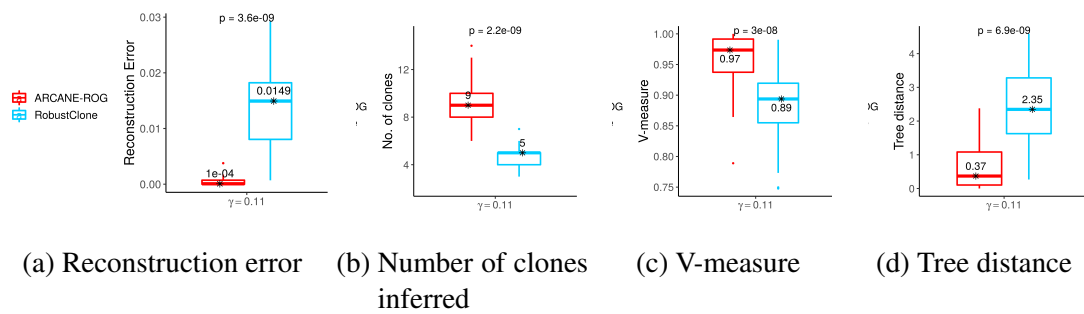 ARCANE-ROG
RobustClone
Reconstruction Error
0.03
0.02
0.01
0.00
p = 3.6e-09
0.0149
1e-04
γ = 0.11
OG
No. of clones
12
8
4
p = 2.2e-09
9
5
γ = 0.11
OG
V-measure
1.00
0.95
0.90
0.85
0.80
0.75
p = 3e-08
0.97
0.89
γ = 0.11
OG
Tree distance
4
3
2
1
0
p = 6.9e-09
2.35
0.37
γ = 0.11
(a) Reconstruction error
(b) Number of clones
inferred
(c) V-measure
(d) Tree distance